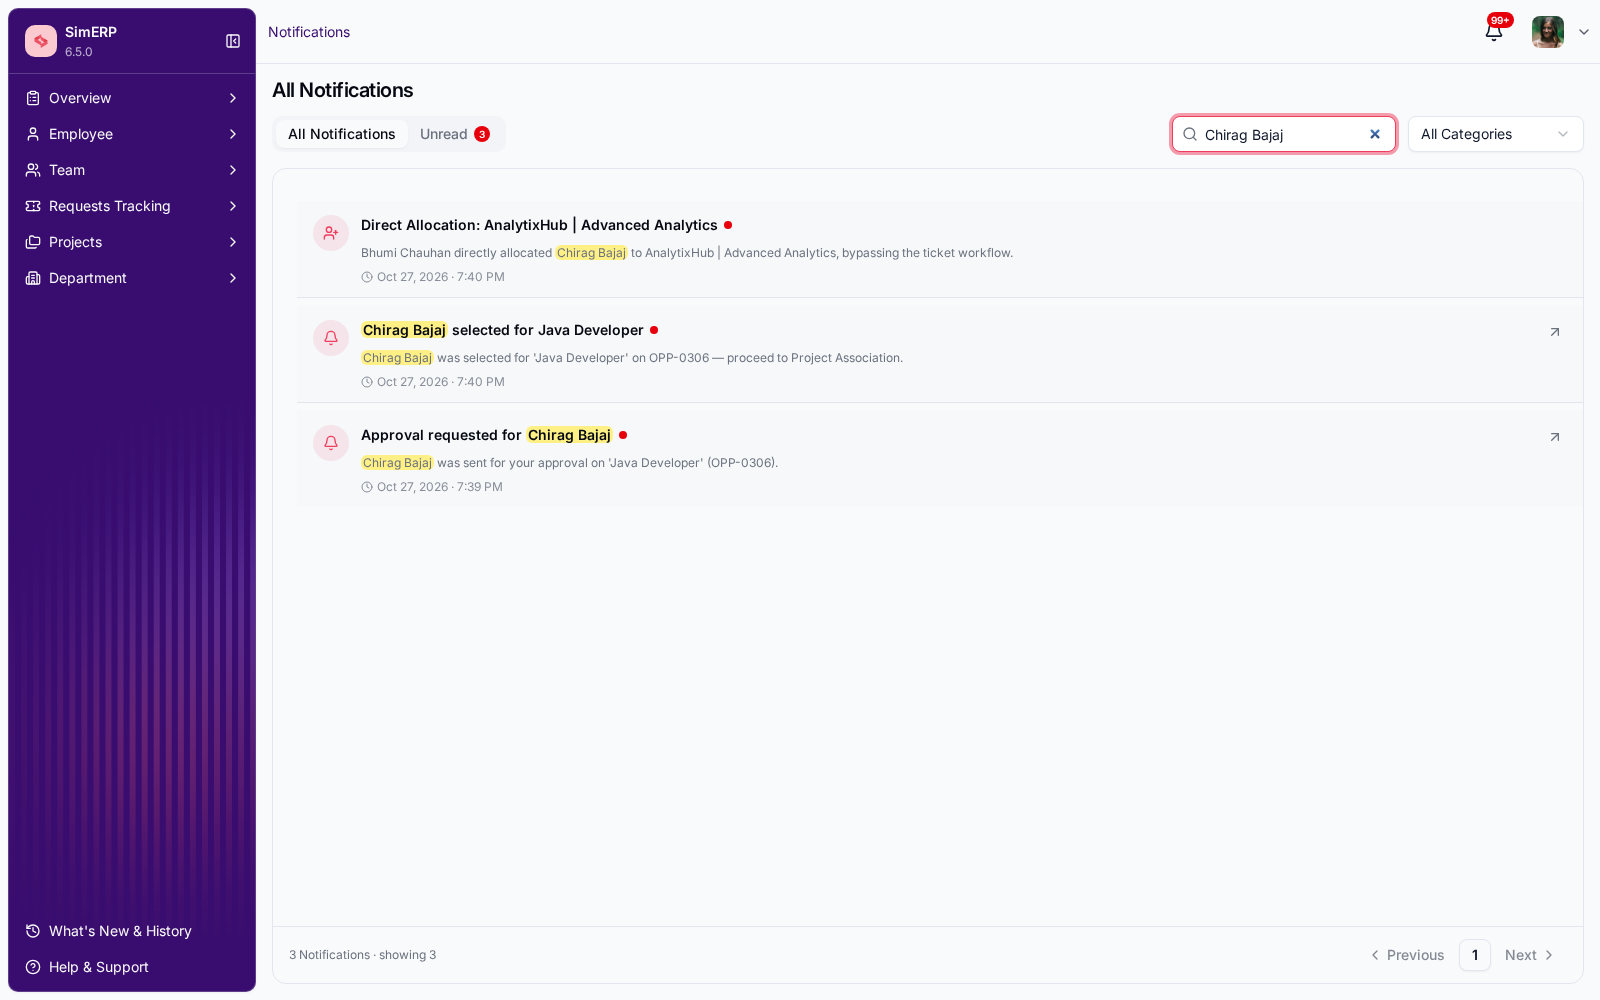 SimERP
6.5.0
Overview
Employee
Team
Requests Tracking
Projects
Department
What's New & History
Help & Support
Notifications
99+
All Notifications
All Notifications
Unread 3
Chirag Bajaj
All Categories
Direct Allocation: AnalytixHub | Advanced Analytics
Bhumi Chauhan directly allocated Chirag Bajaj to AnalytixHub | Advanced Analytics, bypassing the ticket workflow.
Oct 27, 2026 · 7:40 PM
Chirag Bajaj selected for Java Developer
Chirag Bajaj was selected for 'Java Developer' on OPP-0306 — proceed to Project Association.
Oct 27, 2026 · 7:40 PM
Approval requested for Chirag Bajaj
Chirag Bajaj was sent for your approval on 'Java Developer' (OPP-0306).
Oct 27, 2026 · 7:39 PM
3 Notifications · showing 3
Previous 1 Next